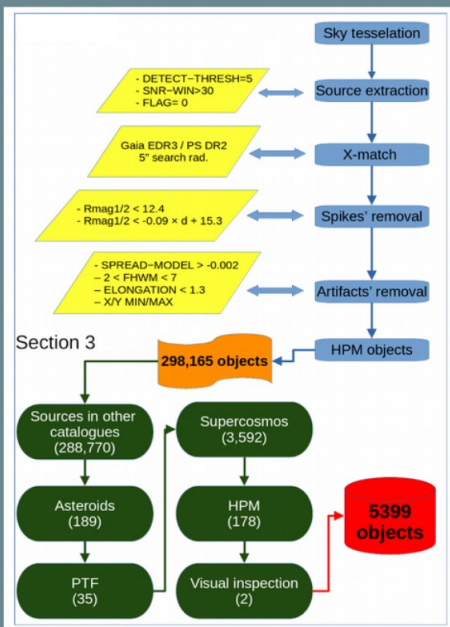 Sky tesselation
- DETECT-THRESH=5
- SNR-WIN>30
- FLAG= 0
Source extraction
Gaia EDR3 / PS DR2
5" search rad.
X-match
- Rmag1/2 < 12.4
- Rmag1/2 < -0.09 × d + 15.3
Spikes' removal
- SPREAD-MODEL > -0.002
– 2 < FHWM < 7
– ELONGATION < 1.3
– X/Y MIN/MAX
Artifacts' removal
Section 3
298,165 objects
HPM objects
Sources in other
catalogues
(288,770)
Supercosmos
(3,592)
Asteroids
(189)
HPM
(178)
5399
objects
PTF
(35)
Visual inspection
(2)